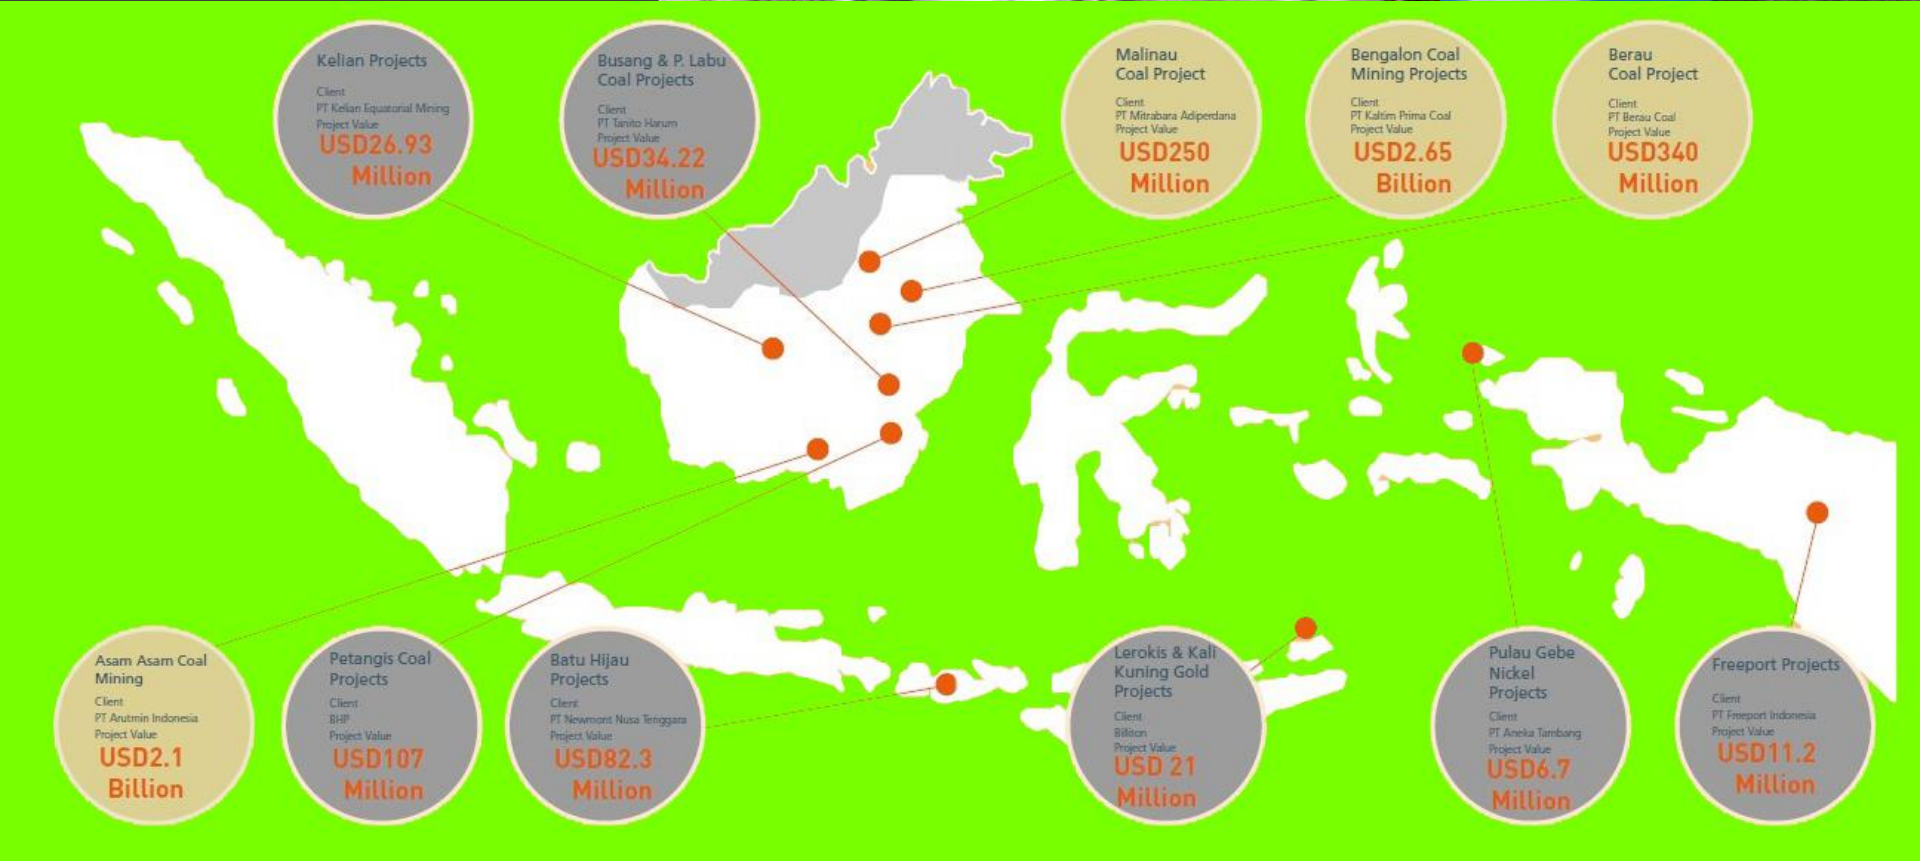 Kelian Projects
Client
PT Kelian Equatorial Mining
Project Value
USD26.93
Million
Busang & P. Labu
Coal Projects
Client
PT Tanito Harum
Project Value
USD34.22
Million
Malinau
Coal Project
Client
PT Mitrabara Adiperdana
Project Value
USD250
Million
Bengalon Coal
Mining Projects
Client
PT Kaltim Prima Coal
Project Value
USD2.65
Billion
Berau
Coal Project
Client
PT Berau Coal
Project Value
USD340
Million
Asam Asam Coal
Mining
Client
PT Arutmin Indonesia
Project Value
USD2.1
Billion
Petangis Coal
Projects
Client
BHP
Project Value
USD107
Million
Batu Hijau
Projects
Client
PT Newmont Nusa Tenggara
Project Value
USD82.3
Million
Lerokis & Kali
Kuning Gold
Projects
Client
Billiton
Project Value
USD 21
Million
Pulau Gebe
Nickel
Projects
Client
PT Aneka Tambang
Project Value
USD6.7
Million
Freeport Projects
Client
PT Freeport Indonesia
Project Value
USD11.2
Million